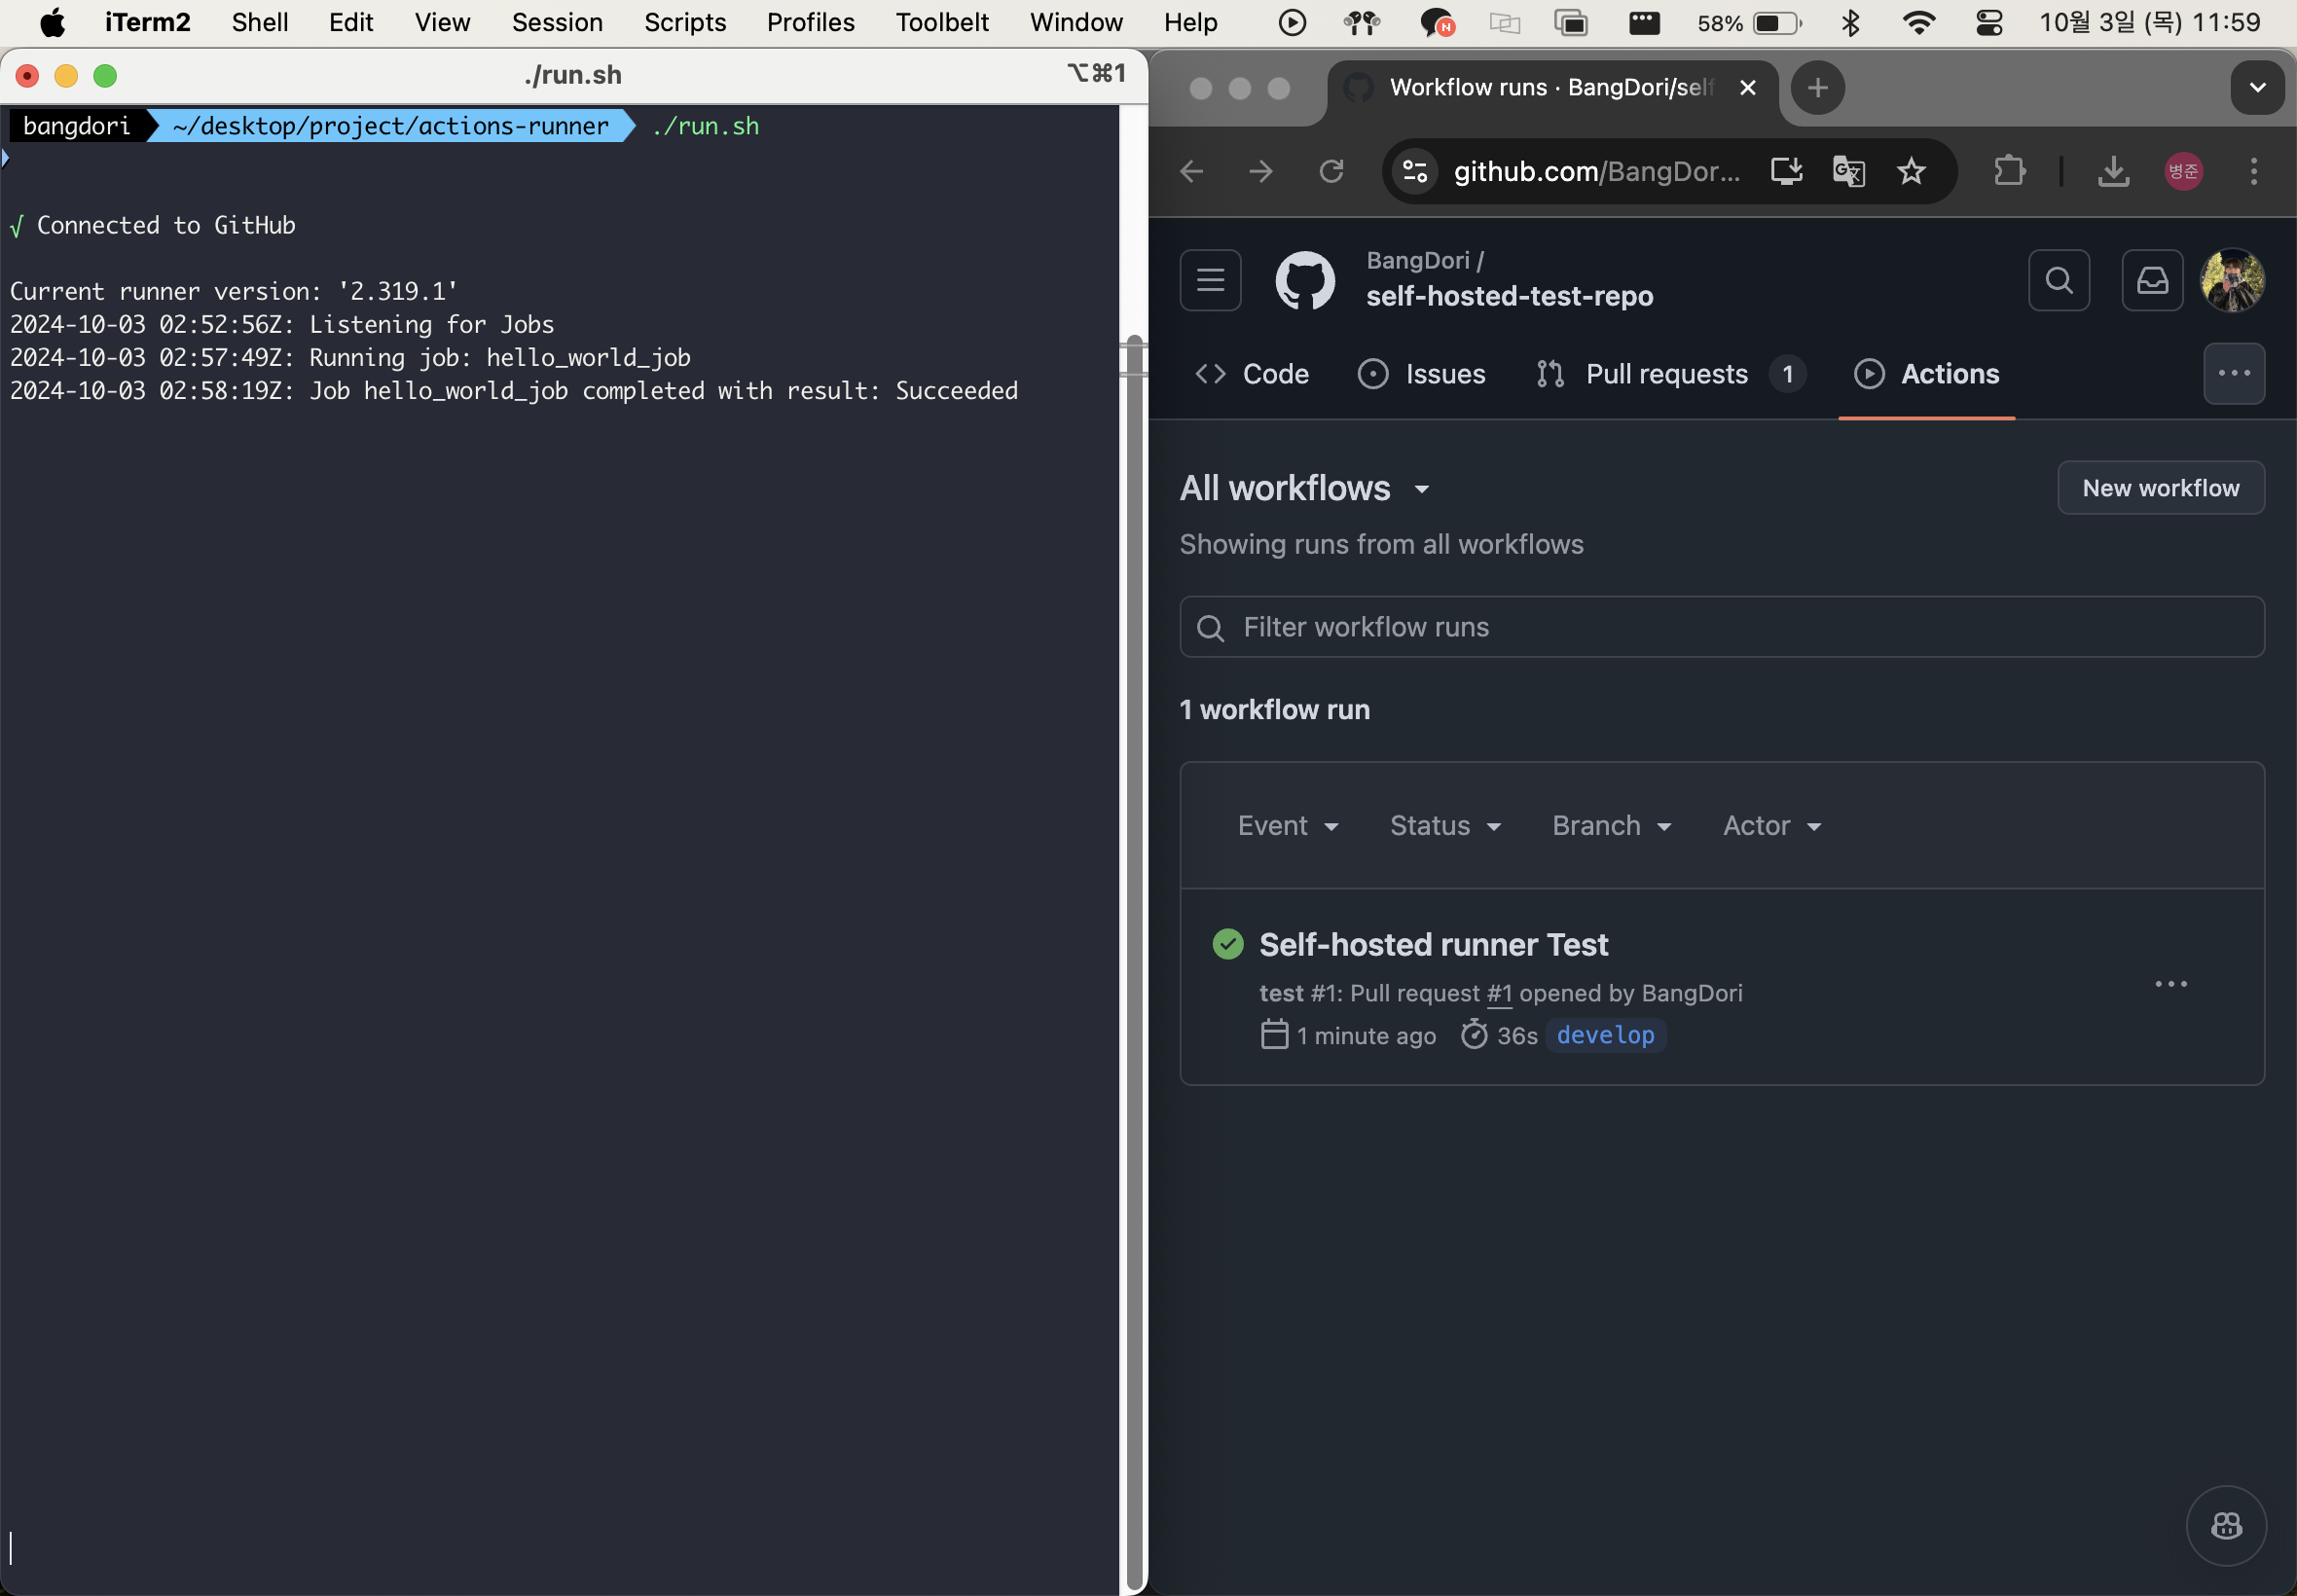 iTerm2 Shell Edit View Session Scripts Profiles Toolbelt Window Help N 58% 10월 3일 (목) 11:59
./run.sh ⌥⌘1
bangdori ~/desktop/project/actions-runner ./run.sh
√ Connected to GitHub
Current runner version: '2.319.1'
2024-10-03 02:52:56Z: Listening for Jobs
2024-10-03 02:57:49Z: Running job: hello_world_job
2024-10-03 02:58:19Z: Job hello_world_job completed with result: Succeeded
Workflow runs · BangDori/self
github.com/BangDor... 병준
BangDori /
self-hosted-test-repo
Code Issues Pull requests 1 Actions
All workflows New workflow
Showing runs from all workflows
Filter workflow runs
1 workflow run
Event Status Branch Actor
Self-hosted runner Test
test #1: Pull request #1 opened by BangDori
1 minute ago 36s develop